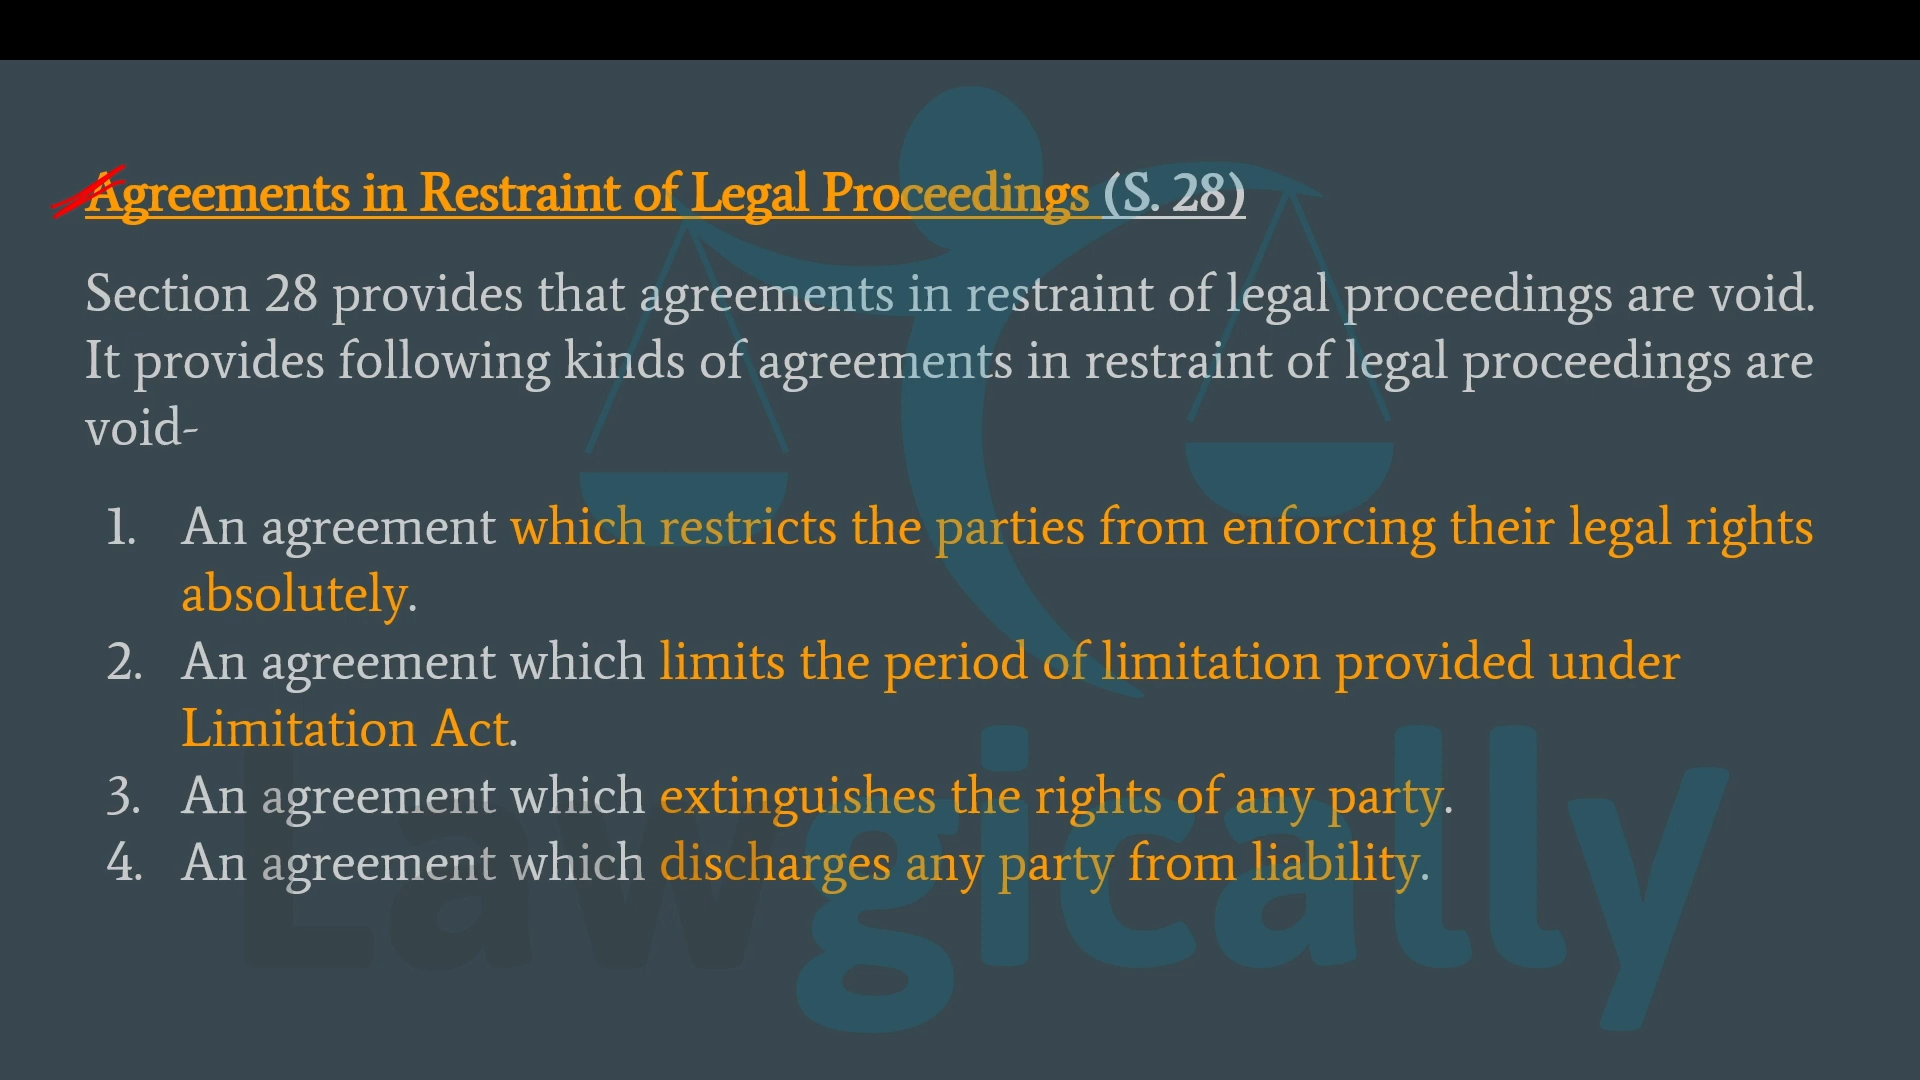 Agreements in Restraint of Legal Proceedings (S. 28)
Section 28 provides that agreements in restraint of legal proceedings are void.
It provides following kinds of agreements in restraint of legal proceedings are
void-
1. An agreement which restricts the parties from enforcing their legal rights
absolutely.
2. An agreement which limits the period of limitation provided under
Limitation Act.
3. An agreement which extinguishes the rights of any party.
4. An agreement which discharges any party from liability.
Lawgically